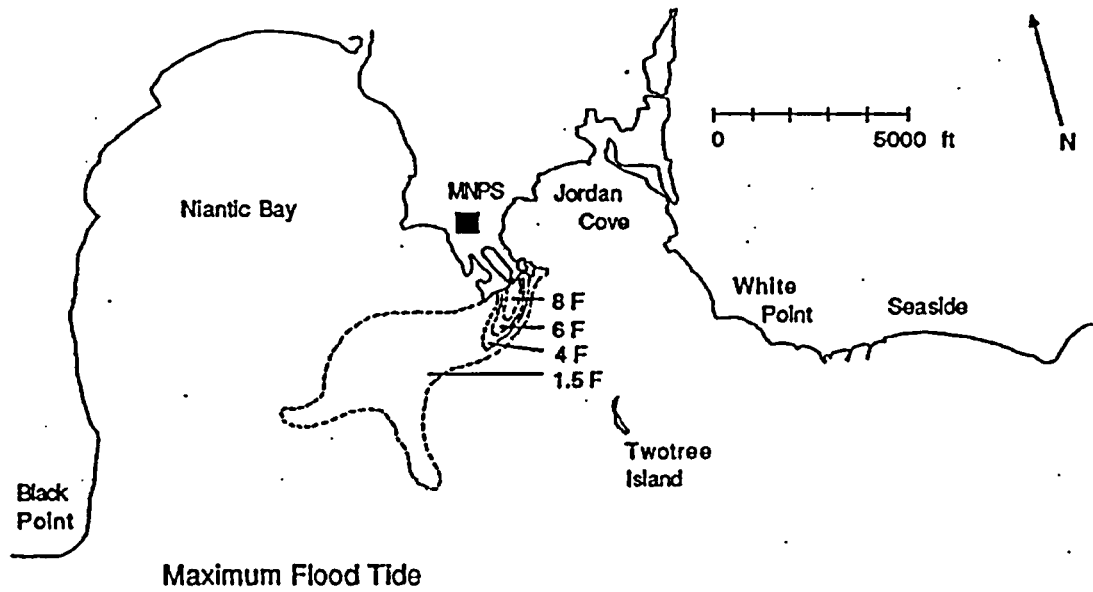 0 5000 ft
N
MNPS
Jordan
Cove
Niantic Bay
White
Point
Seaside
8 F
6 F
4 F
1.5 F
Twotree
Island
Black
Point
Maximum Flood Tide